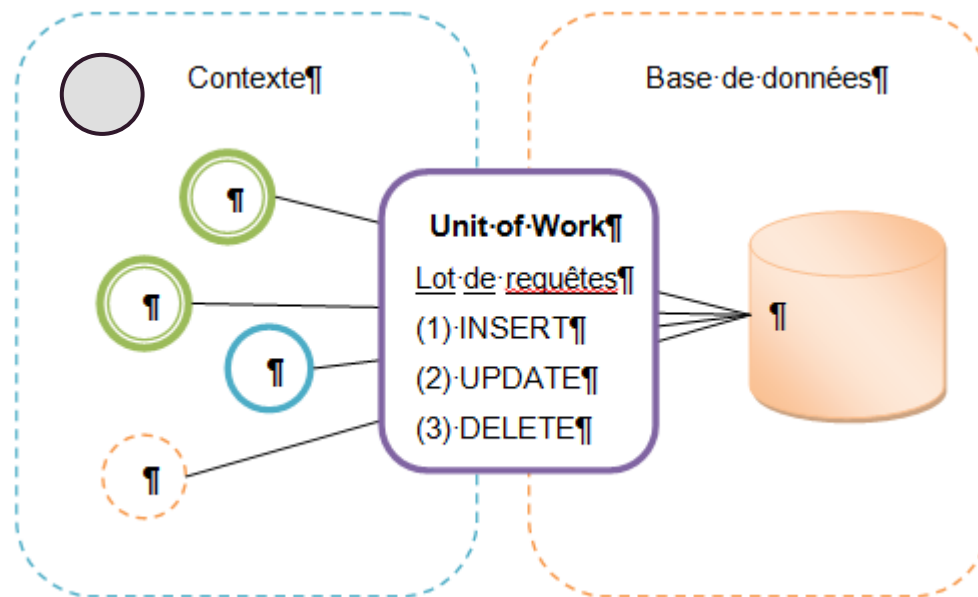 Contexte¶
Base·de·données¶
¶
¶
¶
¶
Unit·of·Work¶
Lot·de·requêtes¶
(1)·INSERT¶
(2)·UPDATE¶
(3)·DELETE¶
¶